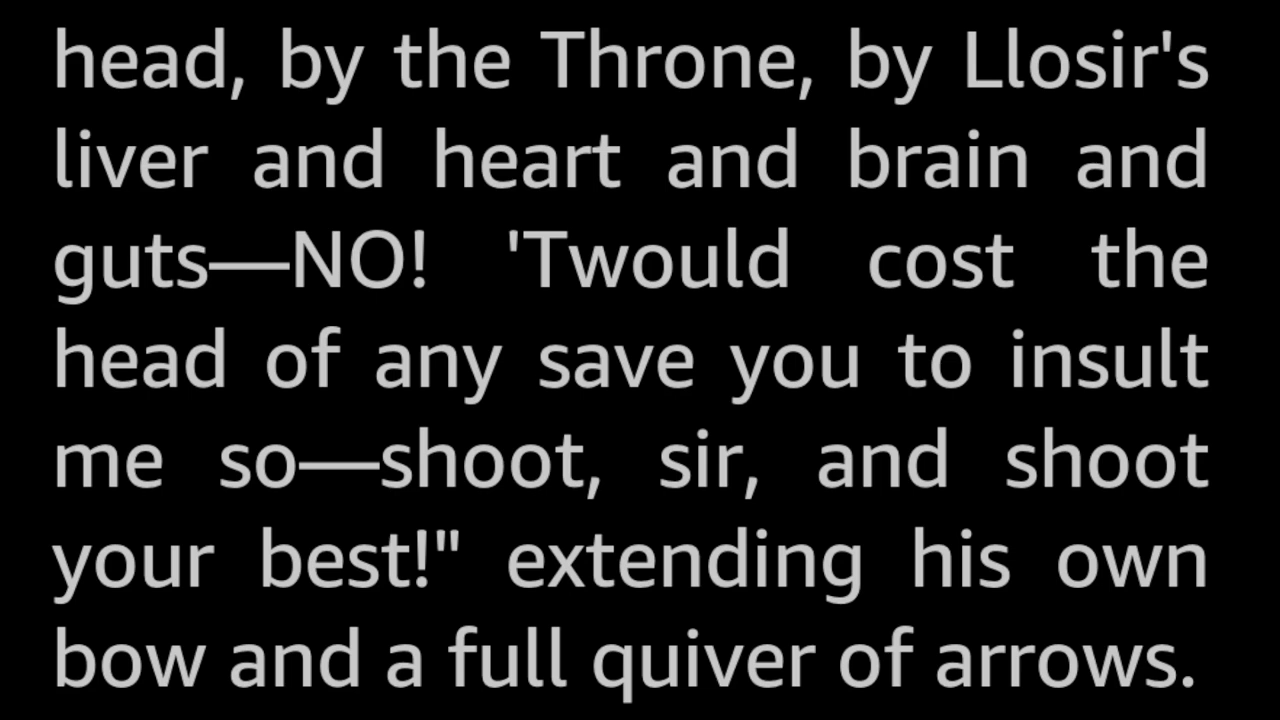 head, by the Throne, by Llosir's
liver and heart and brain and
guts—NO! 'Twould cost the
head of any save you to insult
me so—shoot, sir, and shoot
your best!" extending his own
bow and a full quiver of arrows.